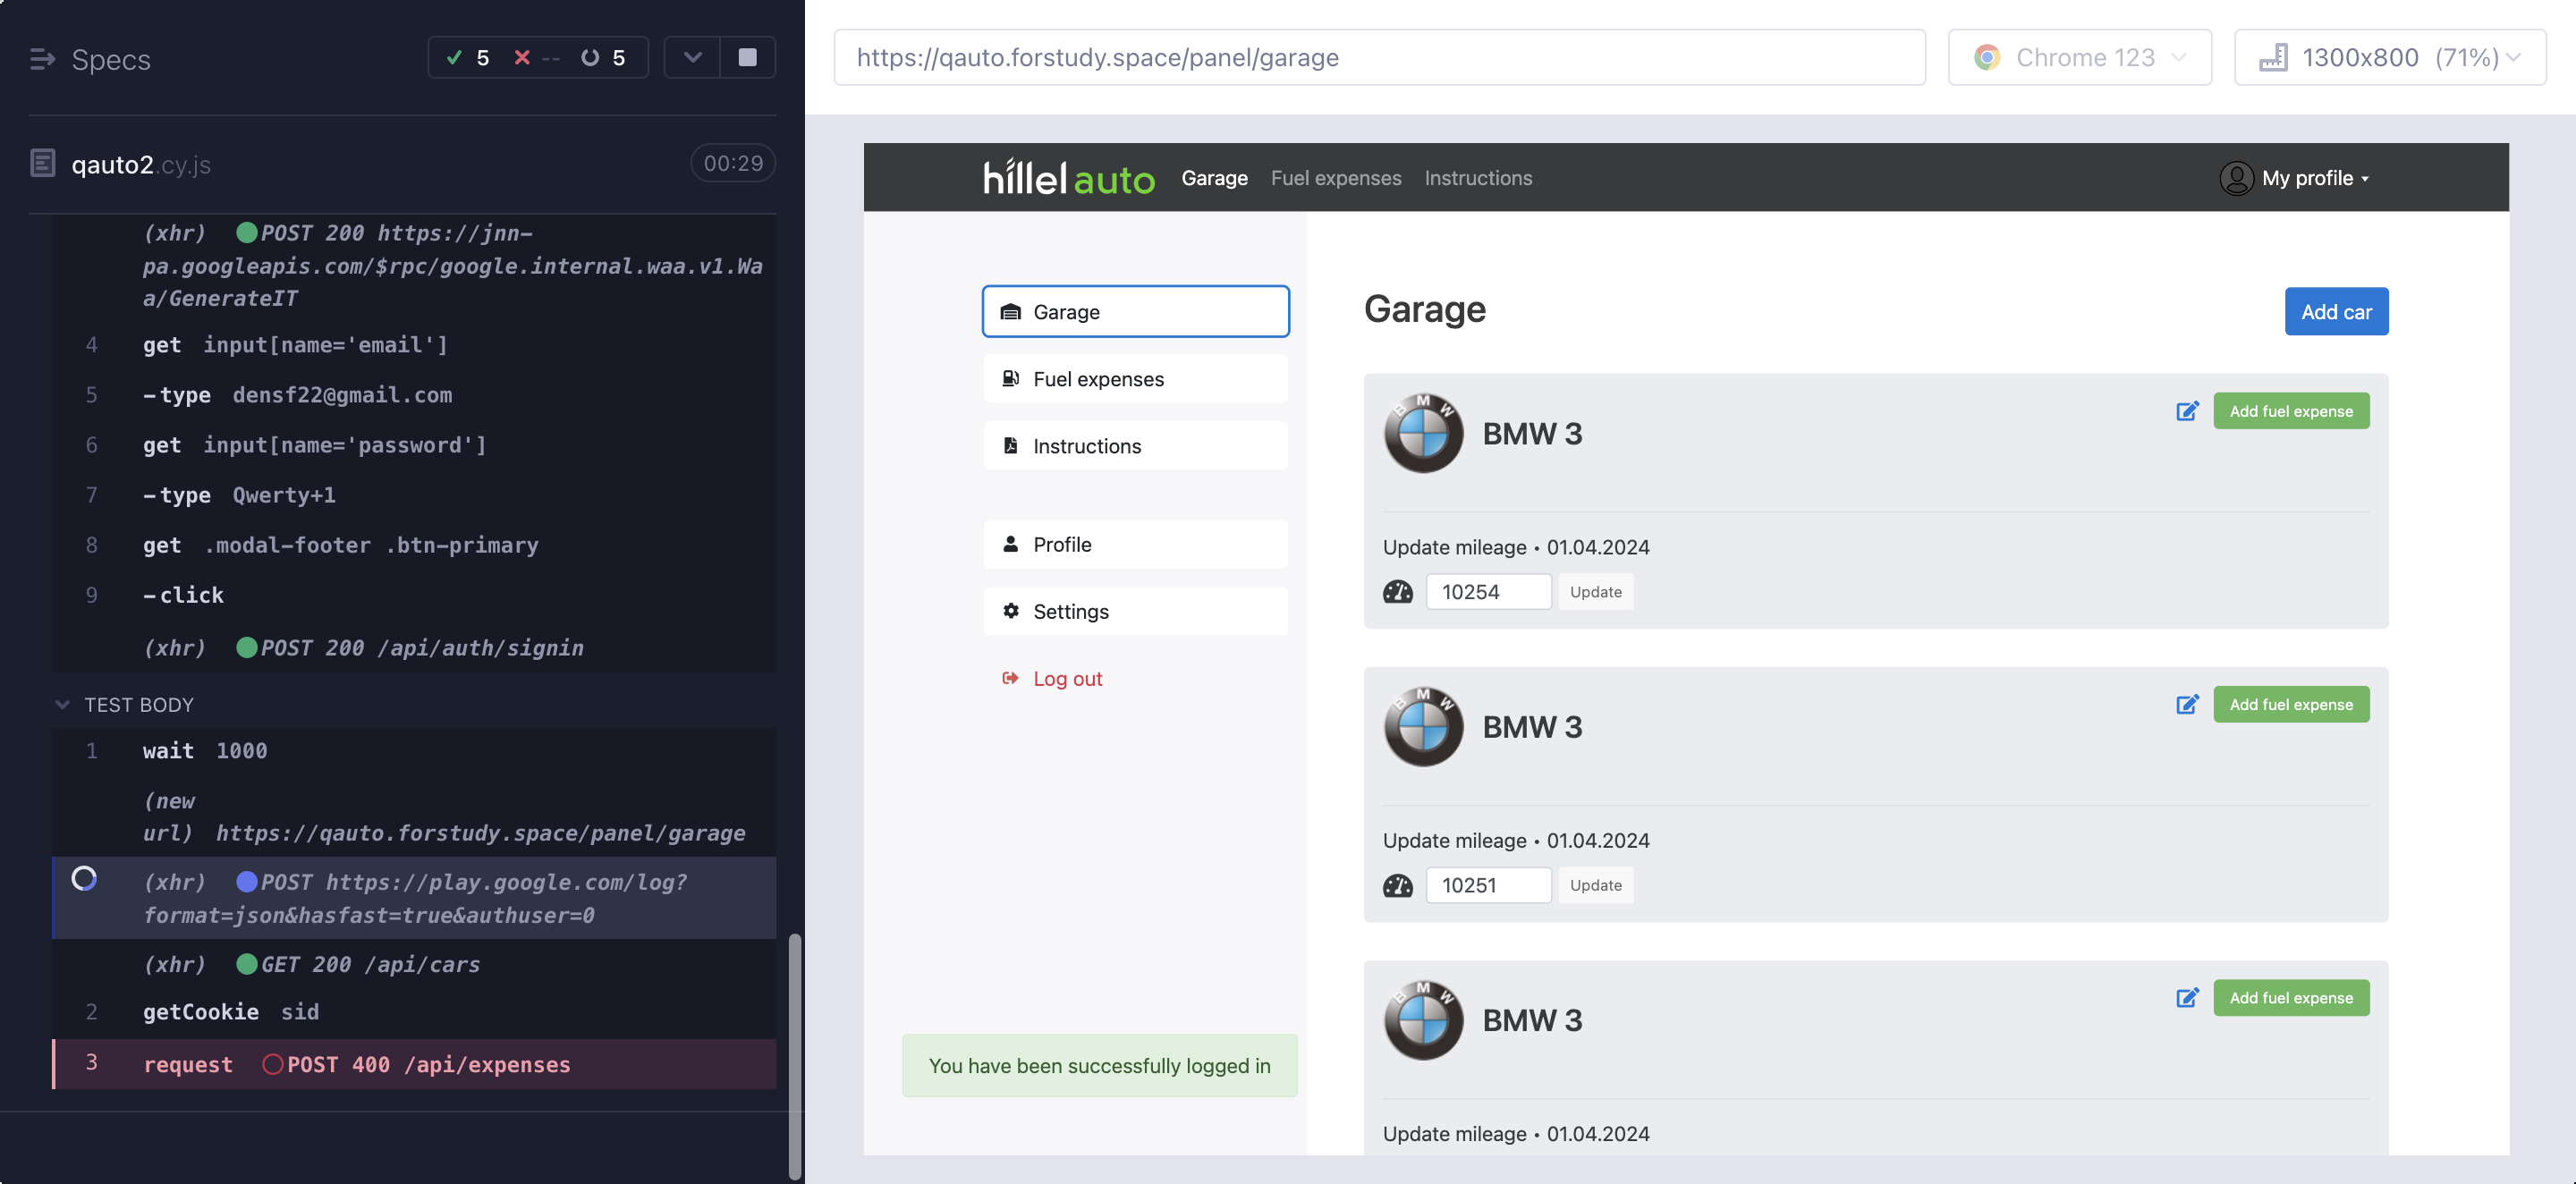 Specs
5 -- 5
qauto2.cy.js 00:29
(xhr) POST 200 https://jnn-
pa.googleapis.com/$rpc/google.internal.waa.v1.Wa
a/GenerateIT
4 get input[name='email']
5 -type densf22@gmail.com
6 get input[name='password']
7 -type Qwerty+1
8 get .modal-footer .btn-primary
9 -click
(xhr) POST 200 /api/auth/signin
TEST BODY
1 wait 1000
(new
url) https://qauto.forstudy.space/panel/garage
(xhr) POST https://play.google.com/log?
format=json&hasfast=true&authuser=0
(xhr) GET 200 /api/cars
2 getCookie sid
3 request POST 400 /api/expenses
https://qauto.forstudy.space/panel/garage
Chrome 123
1300x800 (71%)
hillel auto Garage Fuel expenses Instructions My profile
Garage
Fuel expenses
Instructions
Profile
Settings
Log out
You have been successfully logged in
Garage
Add car
BMW
BMW 3
Add fuel expense
Update mileage • 01.04.2024
10254 Update
BMW
BMW 3
Add fuel expense
Update mileage • 01.04.2024
10251 Update
BMW
BMW 3
Add fuel expense
Update mileage • 01.04.2024